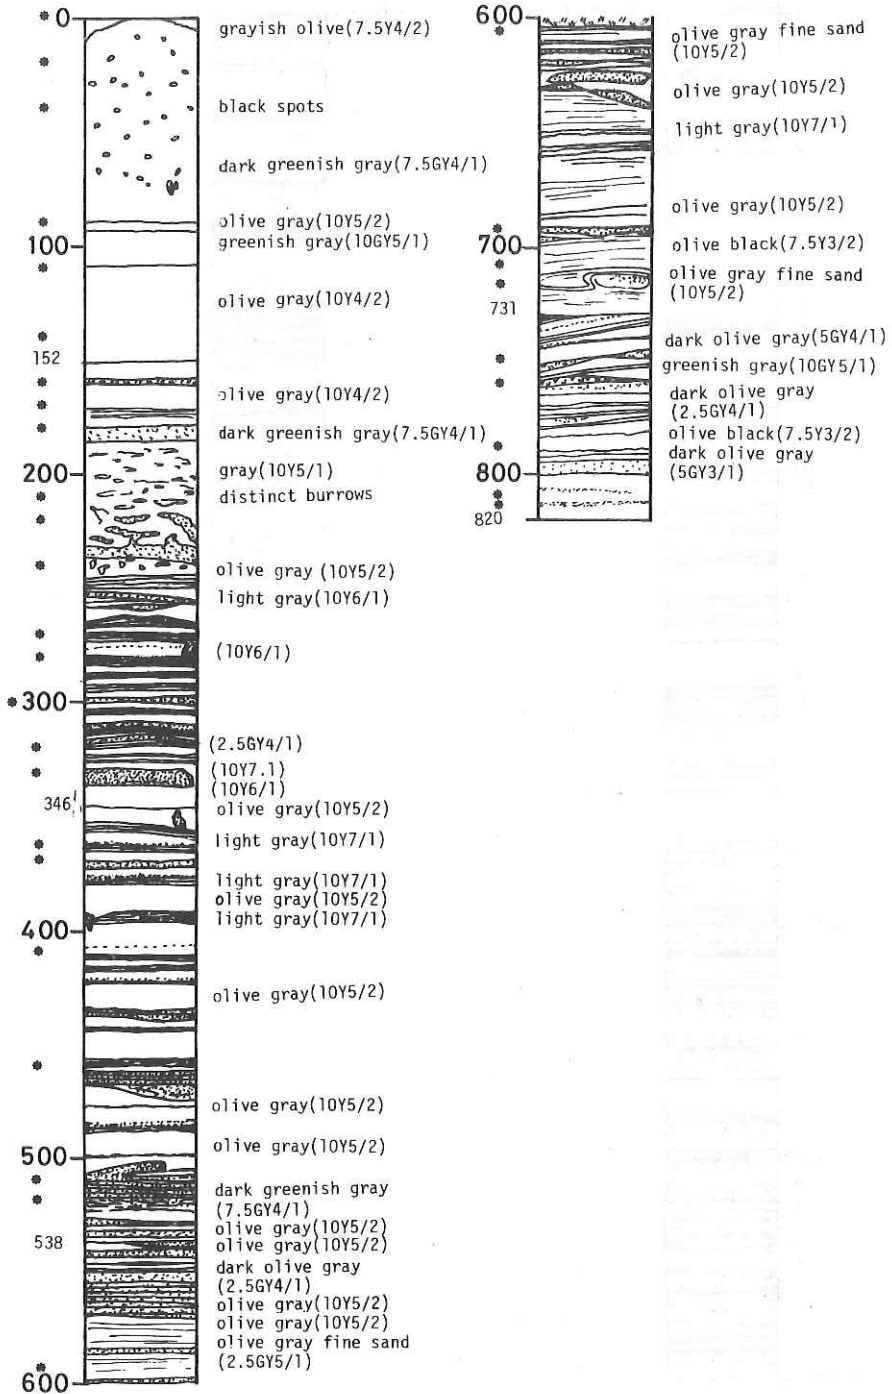 0
grayish olive(7.5Y4/2)
black spots
dark greenish gray(7.5GY4/1)
olive gray(10Y5/2)
100
greenish gray(10GY5/1)
olive gray(10Y4/2)
152
olive gray(10Y4/2)
dark greenish gray(7.5GY4/1)
200
gray(10Y5/1)
distinct burrows
olive gray (10Y5/2)
light gray(10Y6/1)
(10Y6/1)
300
(2.5GY4/1)
(10Y7.1)
(10Y6/1)
346
olive gray(10Y5/2)
light gray(10Y7/1)
light gray(10Y7/1)
olive gray(10Y5/2)
light gray(10Y7/1)
400
olive gray(10Y5/2)
olive gray(10Y5/2)
olive gray(10Y5/2)
500
dark greenish gray
(7.5GY4/1)
olive gray(10Y5/2)
538
olive gray(10Y5/2)
dark olive gray
(2.5GY4/1)
olive gray(10Y5/2)
olive gray(10Y5/2)
olive gray fine sand
(2.5GY5/1)
600
600
olive gray fine sand
(10Y5/2)
olive gray(10Y5/2)
light gray(10Y7/1)
olive gray(10Y5/2)
700
olive black(7.5Y3/2)
olive gray fine sand
(10Y5/2)
731
dark olive gray(5GY4/1)
greenish gray(10GY5/1)
dark olive gray
(2.5GY4/1)
olive black(7.5Y3/2)
dark olive gray
800
(5GY3/1)
820